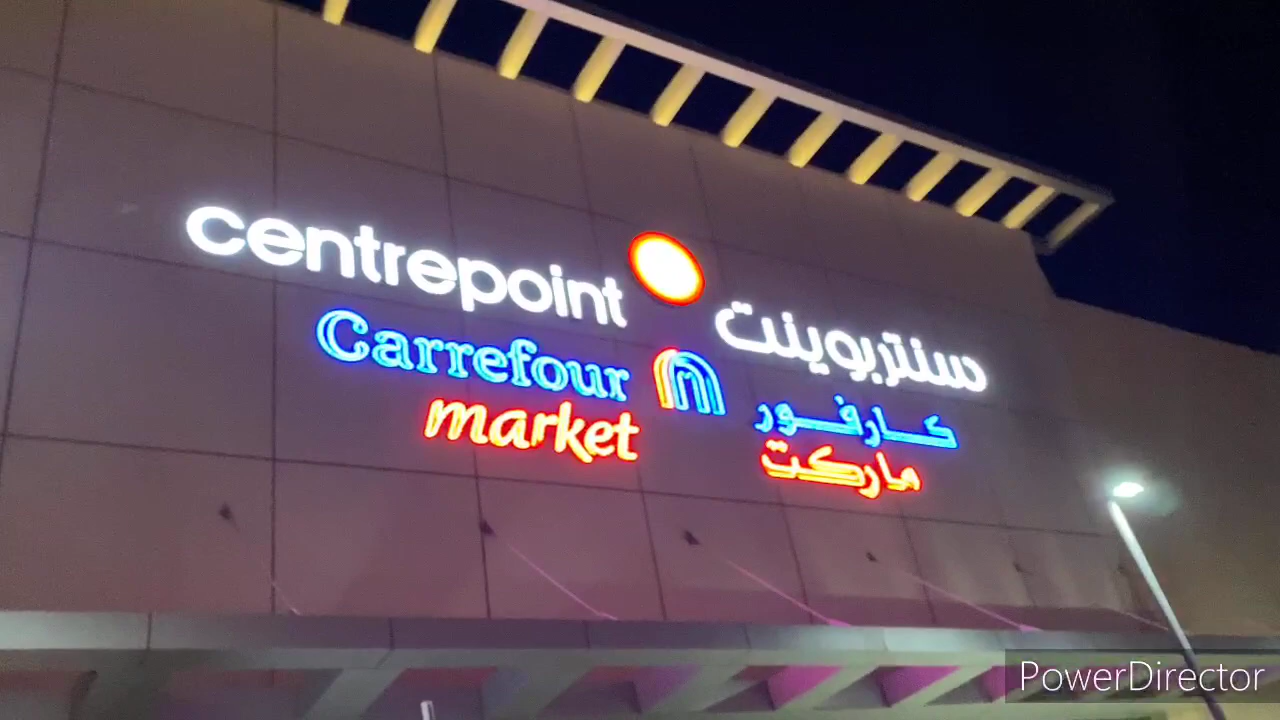 centrepoint
سنتربوينت
Carrefour
market
كارفور
ماركت
PowerDirector